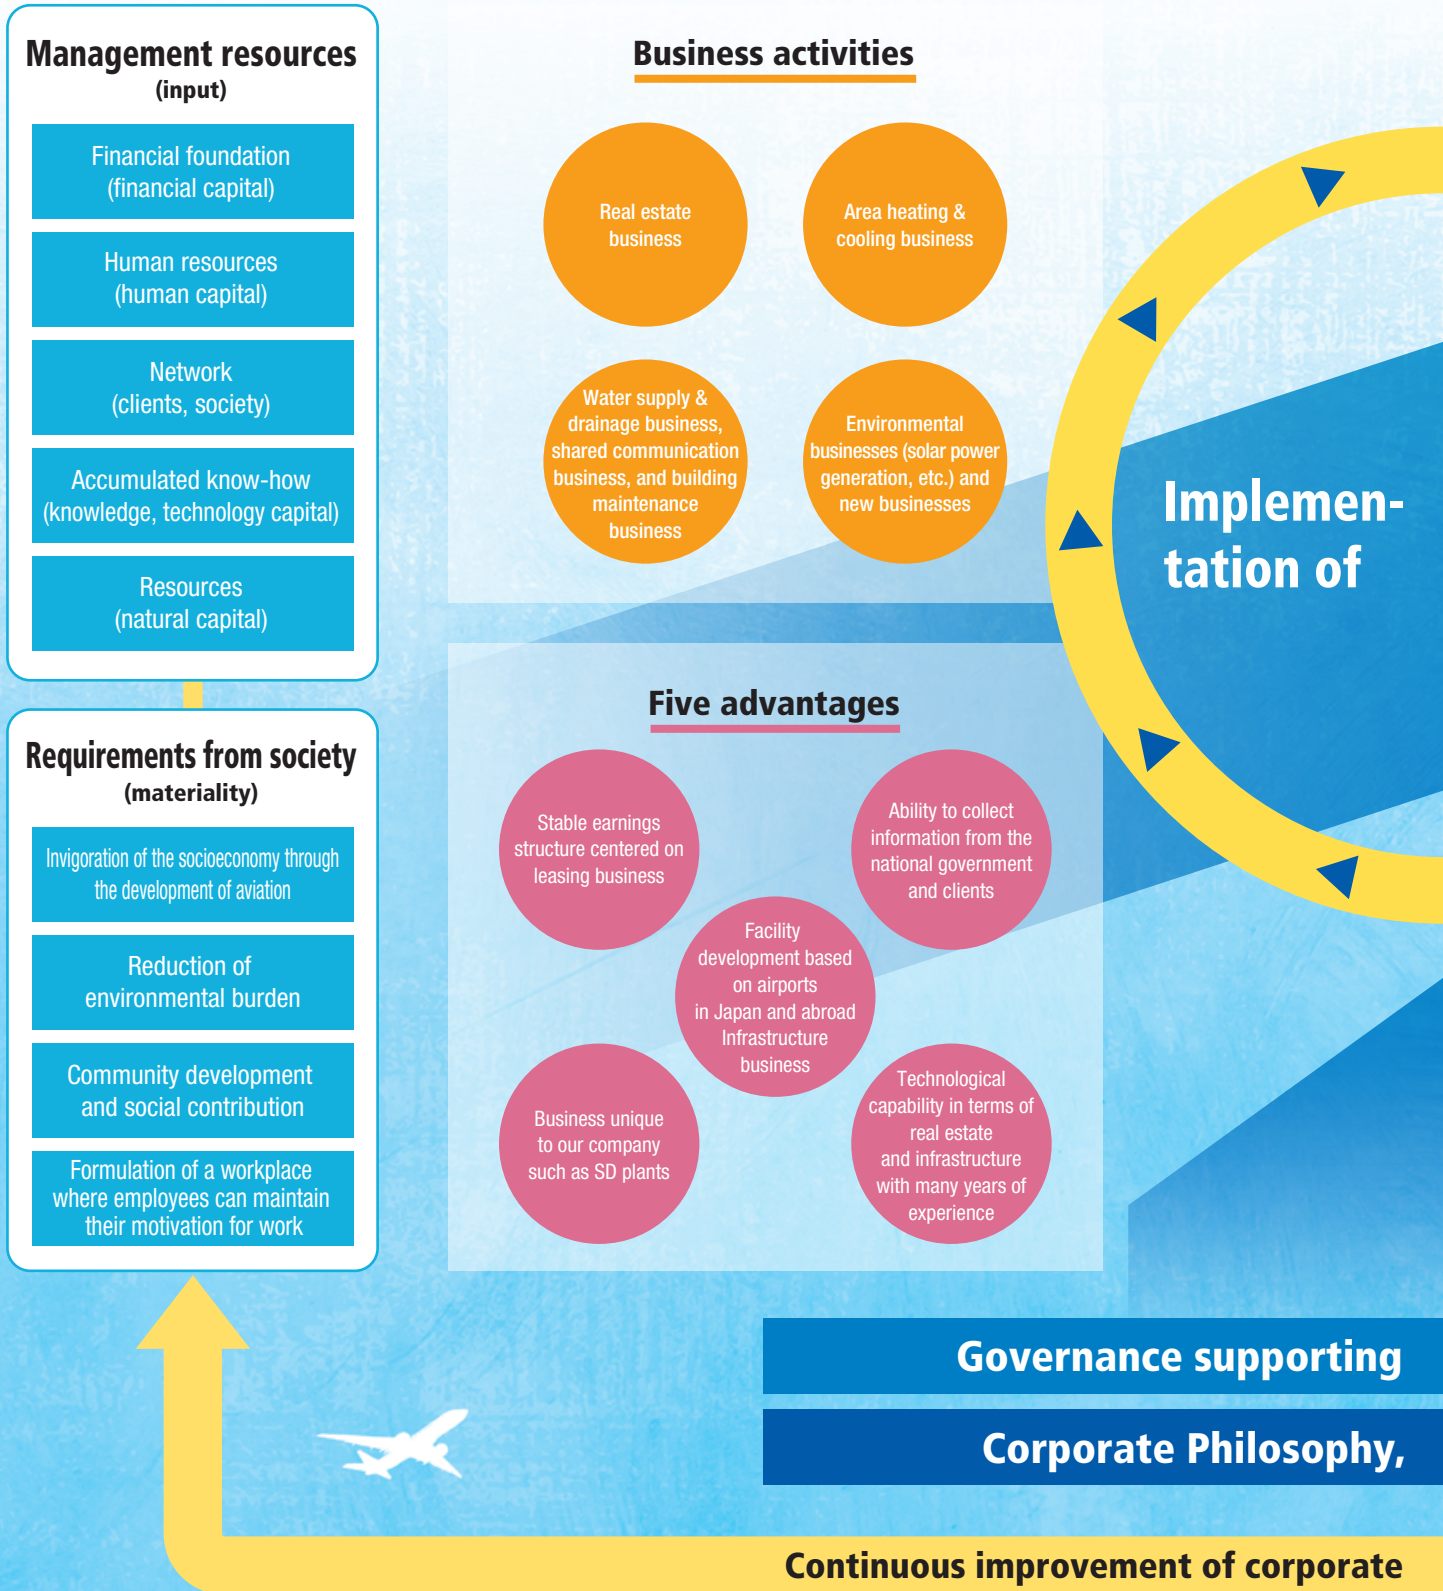 Management resources
(input)
Financial foundation
(financial capital)
Human resources
(human capital)
Network
(clients, society)
Accumulated know-how
(knowledge, technology capital)
Resources
(natural capital)
Requirements from society
(materiality)
Invigoration of the socioeconomy through
the development of aviation
Reduction of
environmental burden
Community development
and social contribution
Formulation of a workplace
where employees can maintain
their motivation for work
Business activities
Real estate
business
Area heating &
cooling business
Water supply &
drainage business,
shared communication
business, and building
maintenance
business
Environmental
businesses (solar power
generation, etc.) and
new businesses
Five advantages
Stable earnings
structure centered on
leasing business
Ability to collect
information from the
national government
and clients
Facility
development based
on airports
in Japan and abroad
Infrastructure
business
Business unique
to our company
such as SD plants
Technological
capability in terms of
real estate
and infrastructure
with many years of
experience
Implemen-
tation of
Governance supporting
Corporate Philosophy,
Continuous improvement of corporate